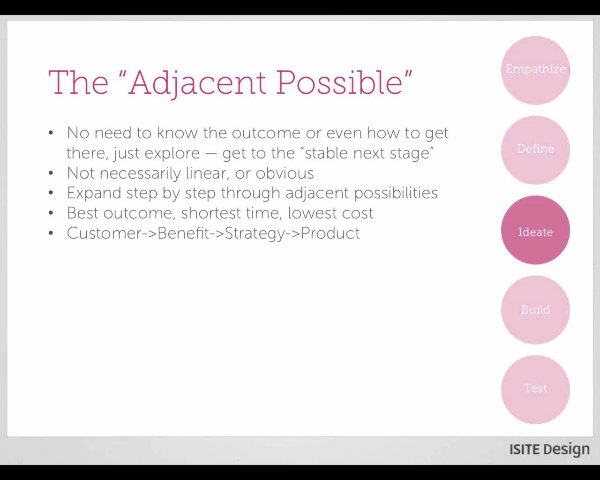 The “Adjacent Possible”
• No need to know the outcome or even how to get
there, just explore — get to the “stable next stage”
• Not necessarily linear, or obvious
• Expand step by step through adjacent possibilities
• Best outcome, shortest time, lowest cost
• Customer->Benefit->Strategy->Product
Empathize
Define
Ideate
Build
Test
ISITE Design